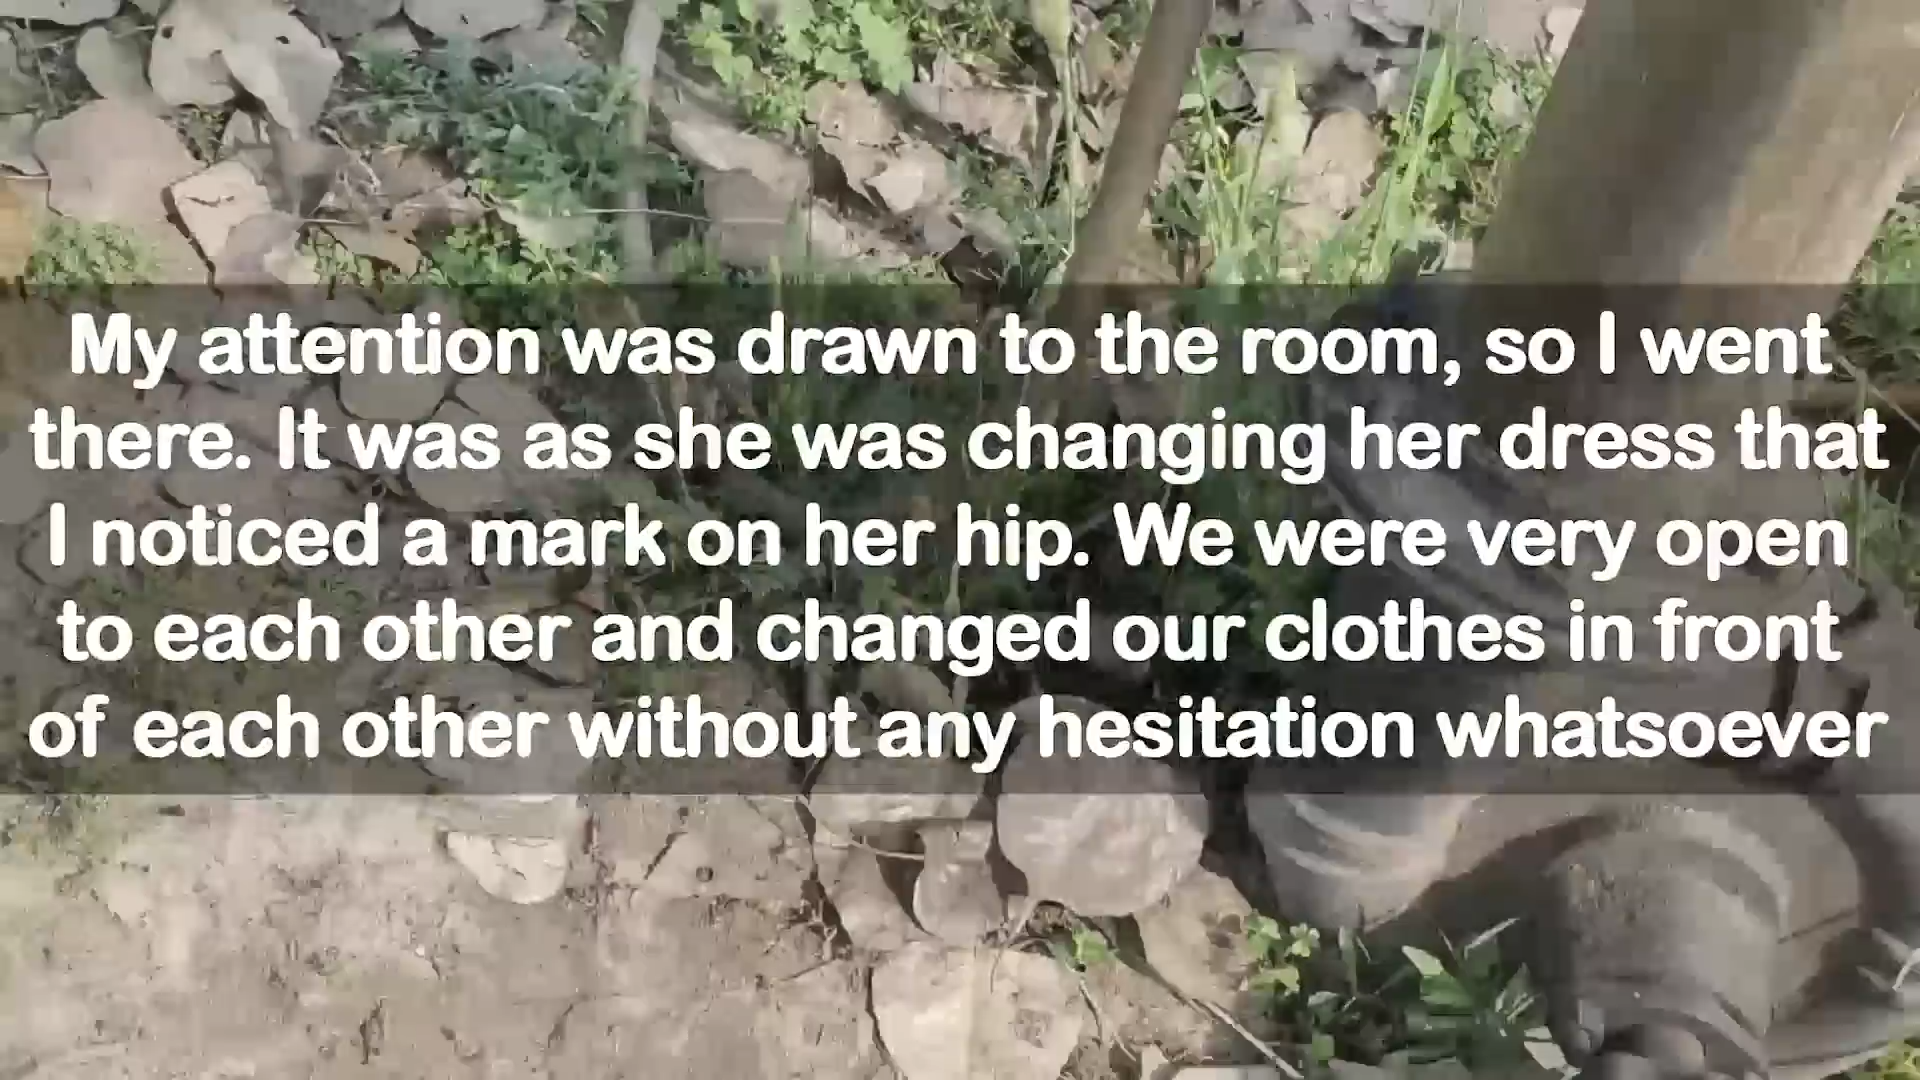 My attention was drawn to the room, so I went
there. It was as she was changing her dress that
I noticed a mark on her hip. We were very open
to each other and changed our clothes in front
of each other without any hesitation whatsoever